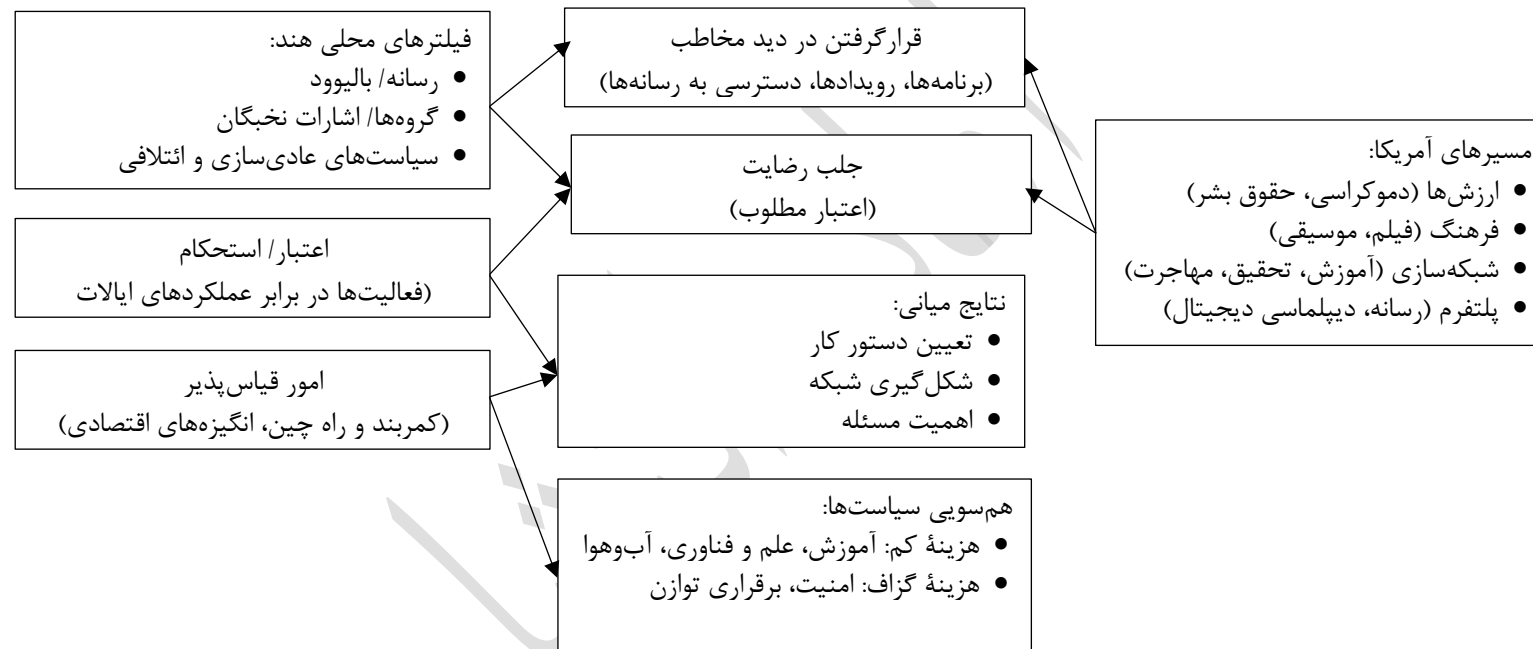 فیلترهای محلی هند:
● رسانه/ بالیوود
● گروه‌ها/ اشارات نخبگان
● سیاست‌های عادی‌سازی و ائتلافی
اعتبار/ استحکام
(فعالیت‌ها در برابر عملکردهای ایالات
امور قیاس‌پذیر
(کمربند و راه چین، انگیزه‌های اقتصادی)
قرارگرفتن در دید مخاطب
(برنامه‌ها، رویدادها، دسترسی به رسانه‌ها)
جلب رضایت
(اعتبار مطلوب)
نتایج میانی:
● تعیین دستور کار
● شکل‌گیری شبکه
● اهمیت مسئله
هم‌سویی سیاست‌ها:
● هزینۀ کم: آموزش، علم و فناوری، آب‌وهوا
● هزینۀ گزاف: امنیت، برقراری توازن
مسیرهای آمریکا:
● ارزش‌ها (دموکراسی، حقوق بشر)
● فرهنگ (فیلم، موسیقی)
● شبکه‌سازی (آموزش، تحقیق، مهاجرت)
● پلتفرم (رسانه، دیپلماسی دیجیتال)